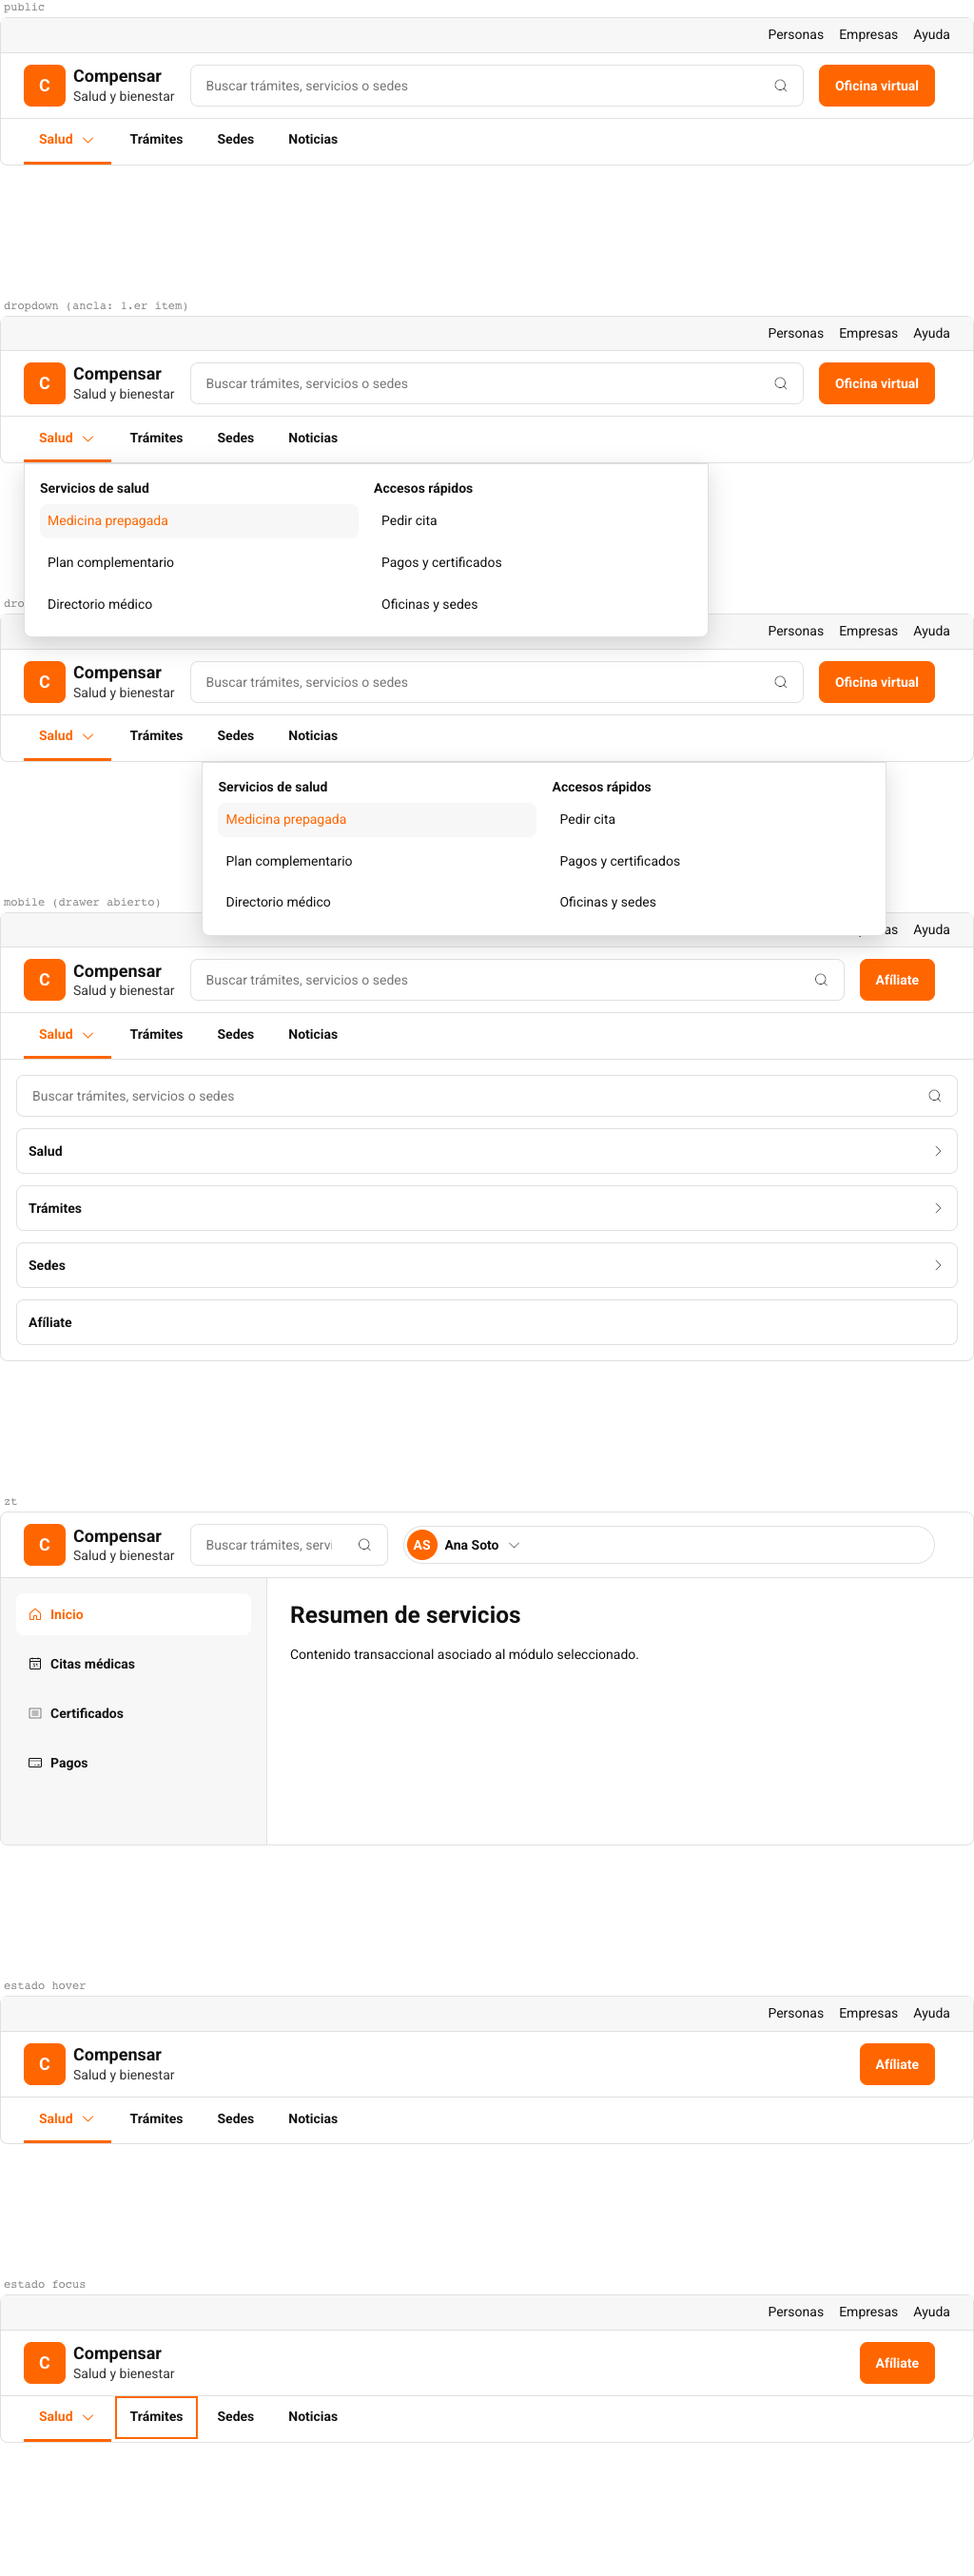 public
Personas Empresas Ayuda
C Compensar
Salud y bienestar
Buscar trámites, servicios o sedes
Oficina virtual
Salud Trámites Sedes Noticias
dropdown (ancla: 1.er item)
Personas Empresas Ayuda
C Compensar
Salud y bienestar
Buscar trámites, servicios o sedes
Oficina virtual
Salud Trámites Sedes Noticias
Servicios de salud Accesos rápidos
Medicina prepagada Pedir cita
Plan complementario Pagos y certificados
Directorio médico Oficinas y sedes
Personas Empresas Ayuda
C Compensar
Salud y bienestar
Buscar trámites, servicios o sedes
Oficina virtual
Salud Trámites Sedes Noticias
Servicios de salud Accesos rápidos
Medicina prepagada Pedir cita
Plan complementario Pagos y certificados
Directorio médico Oficinas y sedes
mobile (drawer abierto)
Ayuda
C Compensar
Salud y bienestar
Buscar trámites, servicios o sedes
Afíliate
Salud Trámites Sedes Noticias
Buscar trámites, servicios o sedes
Salud
Trámites
Sedes
Afíliate
zt
C Compensar
Salud y bienestar
Buscar trámites, servi
AS Ana Soto
Inicio
Citas médicas
Certificados
Pagos
Resumen de servicios
Contenido transaccional asociado al módulo seleccionado.
estado hover
Personas Empresas Ayuda
C Compensar
Salud y bienestar
Afíliate
Salud Trámites Sedes Noticias
estado focus
Personas Empresas Ayuda
C Compensar
Salud y bienestar
Afíliate
Salud Trámites Sedes Noticias